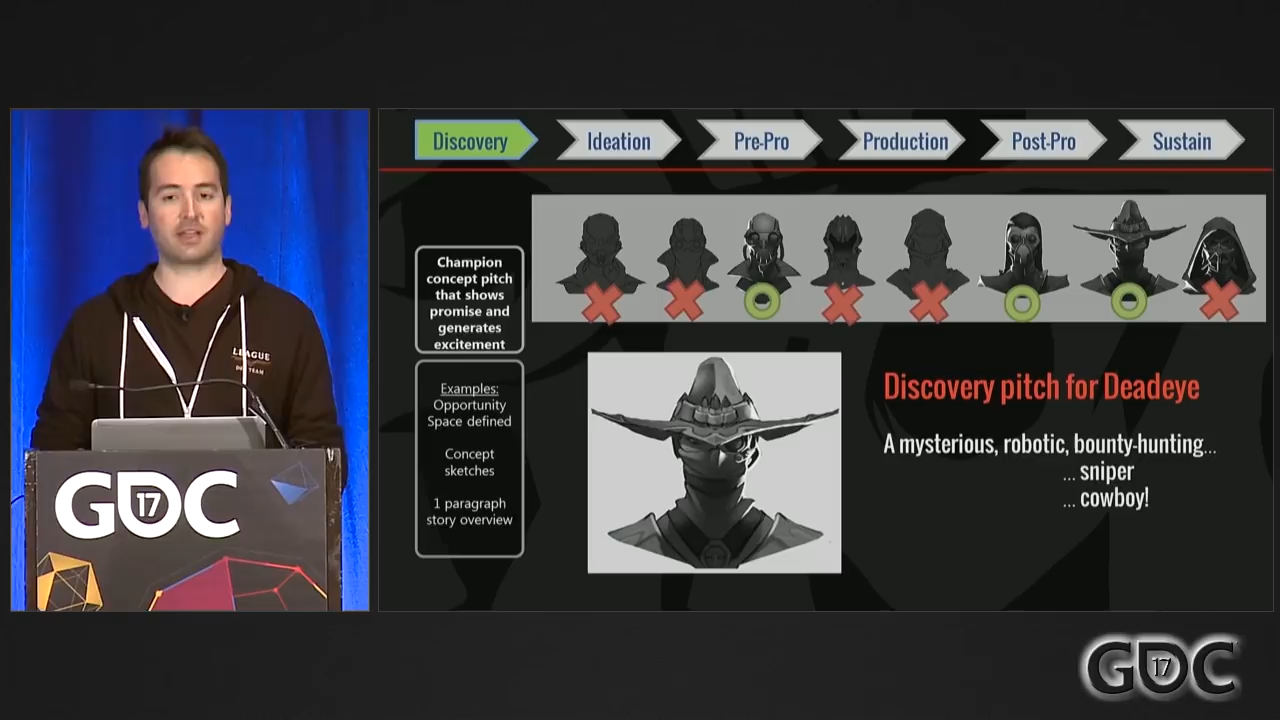 Discovery
Ideation
Pre-Pro
Production
Post-Pro
Sustain
Champion
concept pitch
that shows
promise and
generates
excitement
Examples:
Opportunity
Space defined
Concept
sketches
1 paragraph
story overview
Discovery pitch for Deadeye
A mysterious, robotic, bounty-hunting...
... sniper
... cowboy!
LEAGUE
TEAM
GDC
17
GDC
17